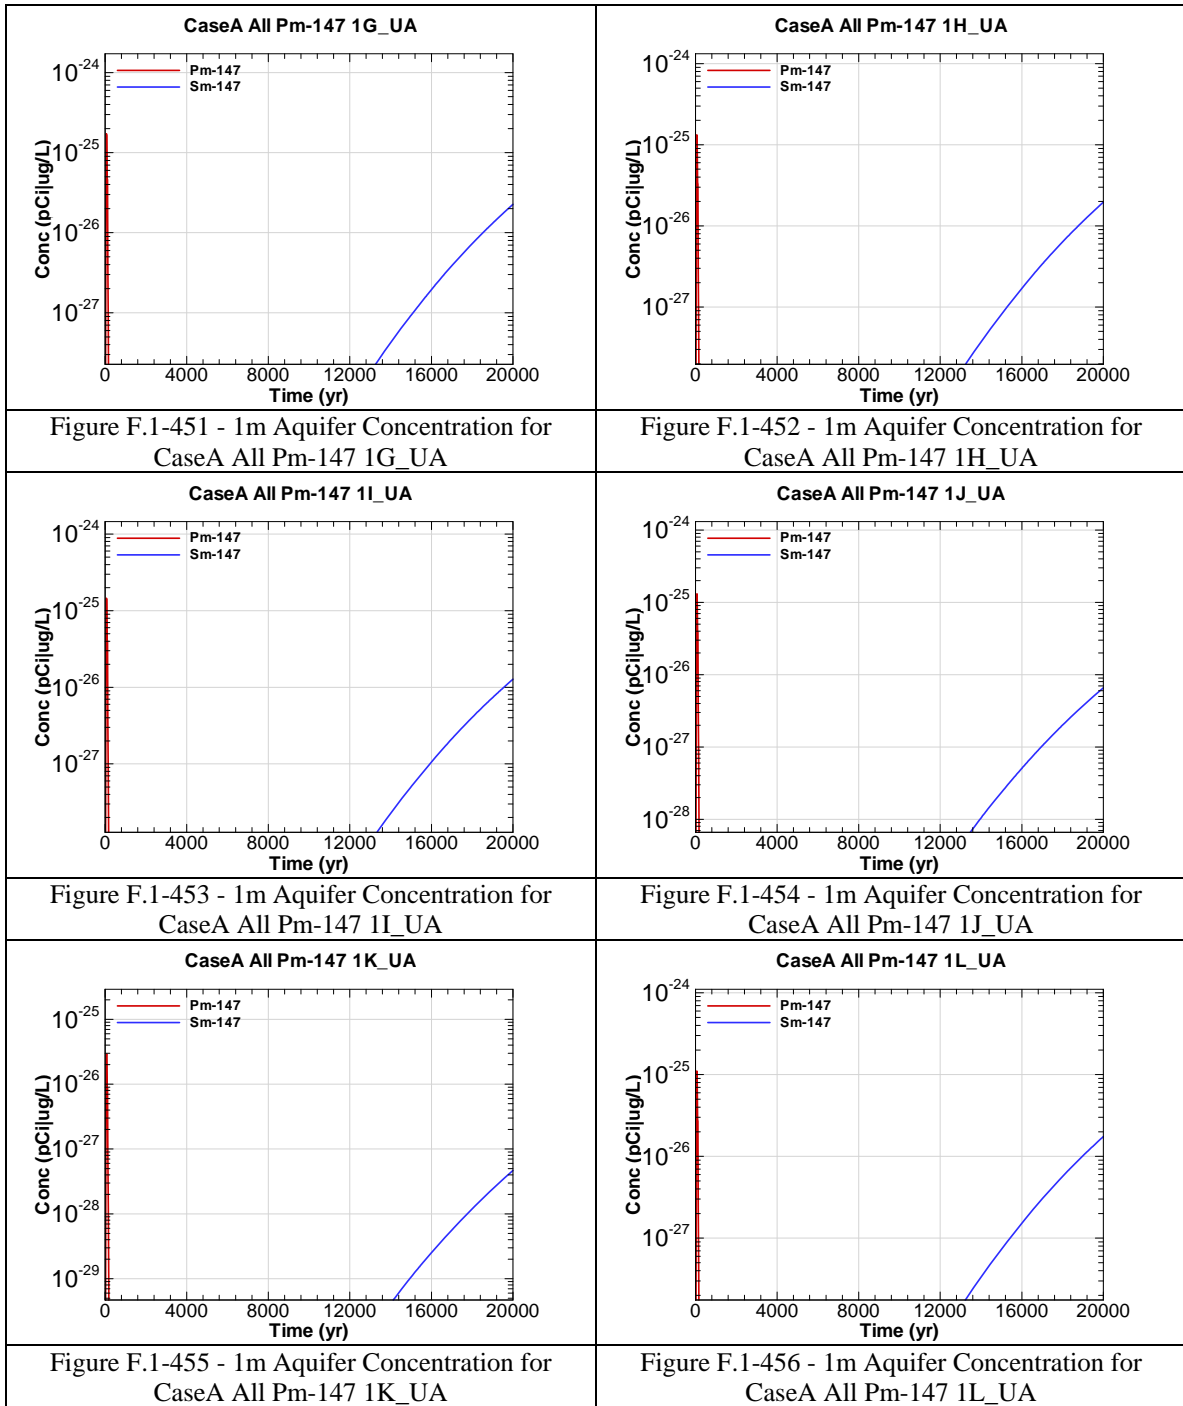 CaseA All Pm-147 1G_UA
Pm-147
Sm-147
10-24
10-25
10-26
10-27
Conc (pCi|ug/L)
0 4000 8000 12000 16000 20000
Time (yr)
Figure F.1-451 - 1m Aquifer Concentration for
CaseA All Pm-147 1G_UA
CaseA All Pm-147 1H_UA
Pm-147
Sm-147
10-24
10-25
10-26
10-27
Conc (pCi|ug/L)
0 4000 8000 12000 16000 20000
Time (yr)
Figure F.1-452 - 1m Aquifer Concentration for
CaseA All Pm-147 1H_UA
CaseA All Pm-147 1I_UA
Pm-147
Sm-147
10-24
10-25
10-26
10-27
Conc (pCi|ug/L)
0 4000 8000 12000 16000 20000
Time (yr)
Figure F.1-453 - 1m Aquifer Concentration for
CaseA All Pm-147 1I_UA
CaseA All Pm-147 1J_UA
Pm-147
Sm-147
10-24
10-25
10-26
10-27
10-28
Conc (pCi|ug/L)
0 4000 8000 12000 16000 20000
Time (yr)
Figure F.1-454 - 1m Aquifer Concentration for
CaseA All Pm-147 1J_UA
CaseA All Pm-147 1K_UA
Pm-147
Sm-147
10-25
10-26
10-27
10-28
10-29
Conc (pCi|ug/L)
0 4000 8000 12000 16000 20000
Time (yr)
Figure F.1-455 - 1m Aquifer Concentration for
CaseA All Pm-147 1K_UA
CaseA All Pm-147 1L_UA
Pm-147
Sm-147
10-24
10-25
10-26
10-27
Conc (pCi|ug/L)
0 4000 8000 12000 16000 20000
Time (yr)
Figure F.1-456 - 1m Aquifer Concentration for
CaseA All Pm-147 1L_UA